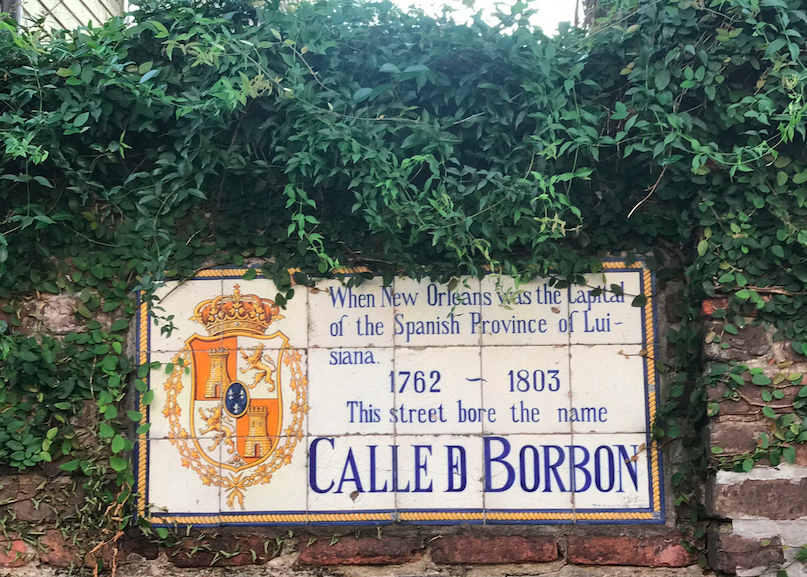 When New Orleans was the Capital
of the Spanish Province of Lui-
siana.
1762 ~ 1803
This street bore the name
CALLE D BORBON